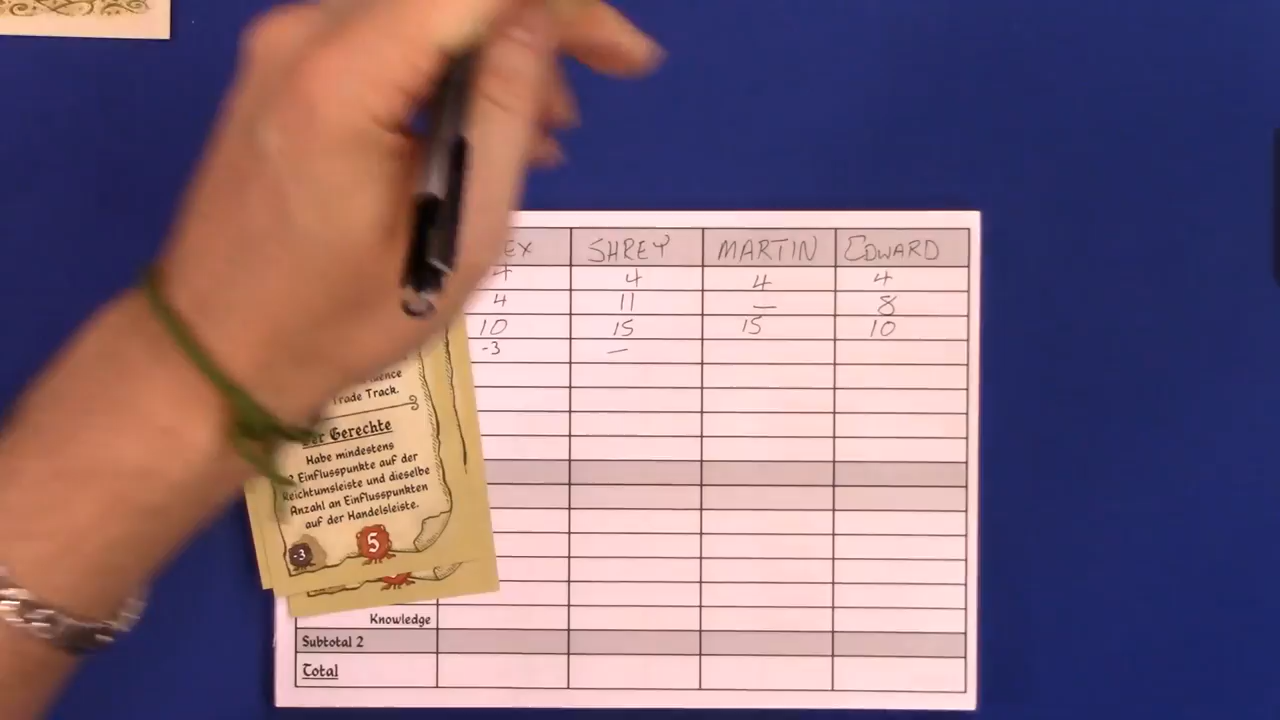 EX SHREY MARTIN EDWARD
4 4 4 4
4 11 — 8
10 15 15 10
-3 —
Trade Track.
Der Gerechte
Habe mindestens
Einflusspunkte auf der
Reichtumsleiste und dieselbe
Anzahl an Einflusspunkten
auf der Handelsleiste.
-3 5
Knowledge
Subtotal 2
Total